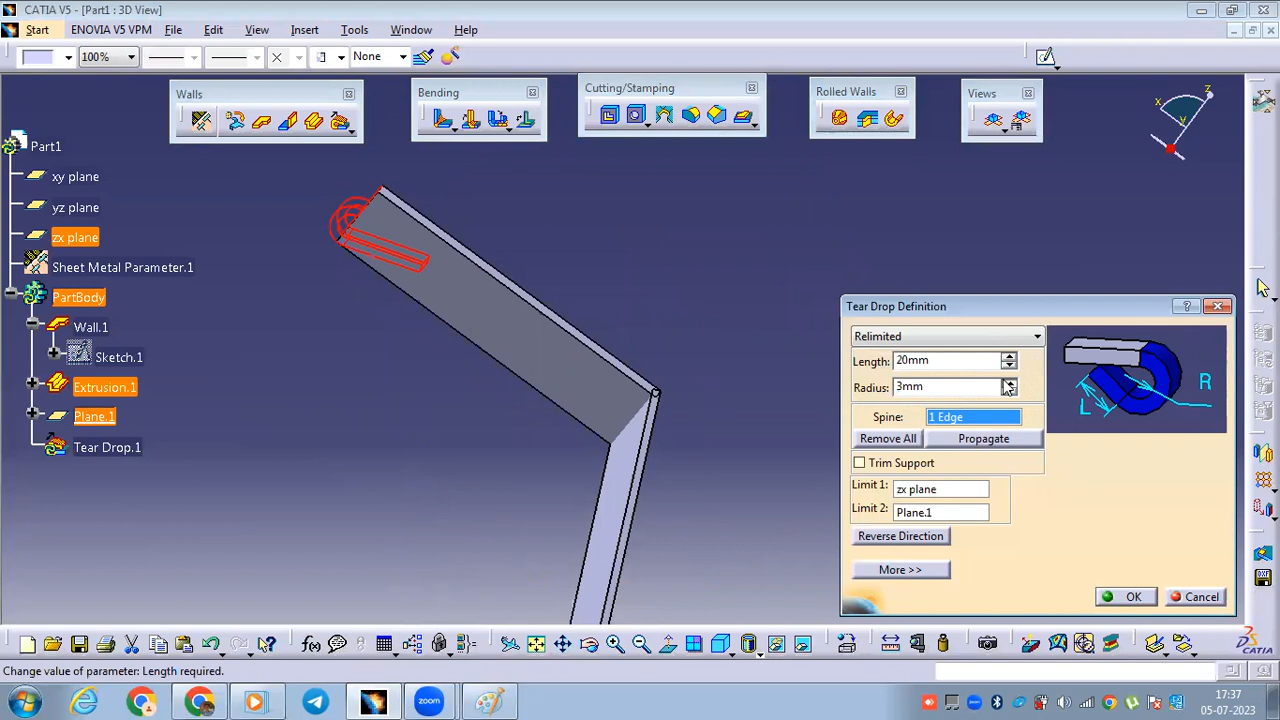 CATIA V5 - [Part1 : 3D View]
Start
ENOVIA V5 VPM
File
Edit
View
Insert
Tools
Window
Help
100%
None
Walls
Bending
Cutting/Stamping
Rolled Walls
Views
x
y
z
Part1
xy plane
yz plane
zx plane
Sheet Metal Parameter.1
PartBody
Wall.1
Sketch.1
Extrusion.1
Plane.1
Tear Drop.1
Tear Drop Definition
Relimited
Length: 20mm
Radius: 3mm
L
R
Spine: 1 Edge
Remove All
Propagate
Trim Support
Limit 1: zx plane
Limit 2: Plane.1
Reverse Direction
More >>
OK
Cancel
f(x)
CATIA
Change value of parameter: Length required.
zoom
17:37
05-07-2023